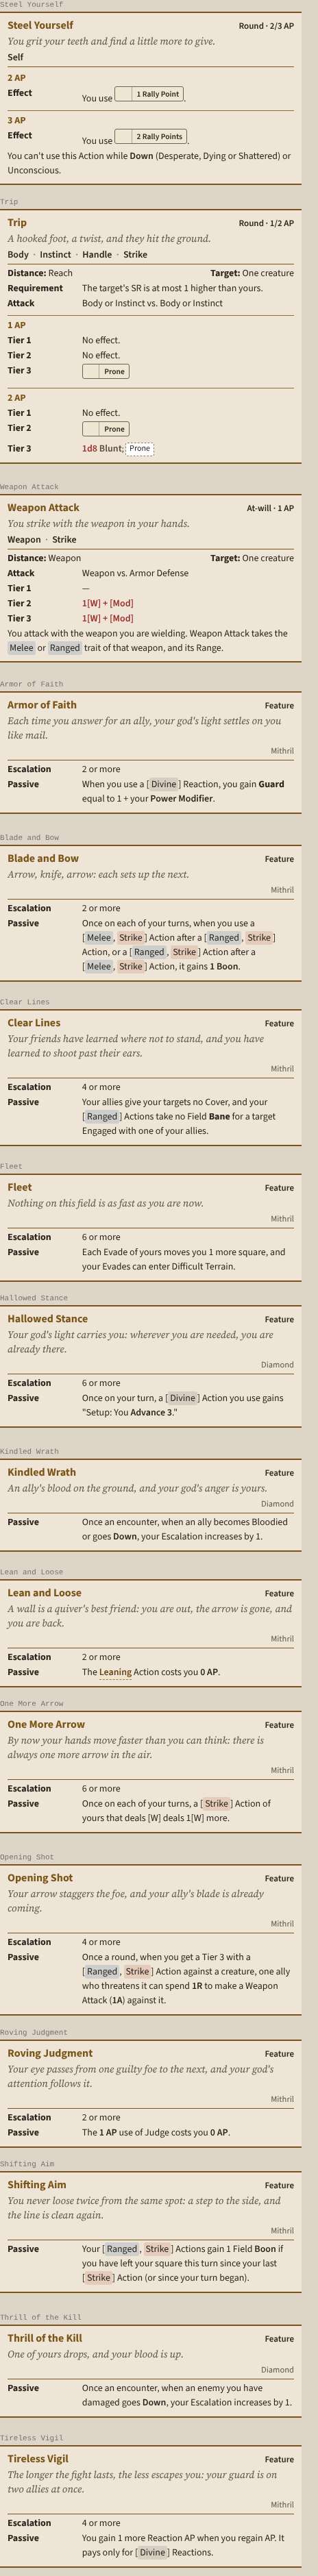 Steel Yourself
Steel Yourself Round · 2/3 AP
You grit your teeth and find a little more to give.
Self
2 AP
Effect You use 1 Rally Point.
3 AP
Effect You use 2 Rally Points.
You can't use this Action while Down (Desperate, Dying or Shattered) or
Unconscious.
Trip
Trip Round · 1/2 AP
A hooked foot, a twist, and they hit the ground.
Body · Instinct · Handle · Strike
Distance: Reach Target: One creature
Requirement The target's SR is at most 1 higher than yours.
Attack Body or Instinct vs. Body or Instinct
1 AP
Tier 1 No effect.
Tier 2 No effect.
Tier 3 Prone
2 AP
Tier 1 No effect.
Tier 2 Prone
Tier 3 1d8 Blunt; Prone
Weapon Attack
Weapon Attack At-will · 1 AP
You strike with the weapon in your hands.
Weapon · Strike
Distance: Weapon Target: One creature
Attack Weapon vs. Armor Defense
Tier 1 —
Tier 2 1[W] + [Mod]
Tier 3 1[W] + [Mod]
You attack with the weapon you are wielding. Weapon Attack takes the
Melee or Ranged trait of that weapon, and its Range.
Armor of Faith
Armor of Faith Feature
Each time you answer for an ally, your god's light settles on you
like mail.
Mithril
Escalation 2 or more
Passive When you use a [Divine] Reaction, you gain Guard
equal to 1 + your Power Modifier.
Blade and Bow
Blade and Bow Feature
Arrow, knife, arrow: each sets up the next.
Mithril
Escalation 2 or more
Passive Once on each of your turns, when you use a
[Melee, Strike] Action after a [Ranged, Strike]
Action, or a [Ranged, Strike] Action after a
[Melee, Strike] Action, it gains 1 Boon.
Clear Lines
Clear Lines Feature
Your friends have learned where not to stand, and you have
learned to shoot past their ears.
Mithril
Escalation 4 or more
Passive Your allies give your targets no Cover, and your
[Ranged] Actions take no Field Bane for a target
Engaged with one of your allies.
Fleet
Fleet Feature
Nothing on this field is as fast as you are now.
Mithril
Escalation 6 or more
Passive Each Evade of yours moves you 1 more square, and
your Evades can enter Difficult Terrain.
Hallowed Stance
Hallowed Stance Feature
Your god's light carries you: wherever you are needed, you are
already there.
Diamond
Escalation 6 or more
Passive Once on your turn, a [Divine] Action you use gains
"Setup: You Advance 3."
Kindled Wrath
Kindled Wrath Feature
An ally's blood on the ground, and your god's anger is yours.
Diamond
Passive Once an encounter, when an ally becomes Bloodied
or goes Down, your Escalation increases by 1.
Lean and Loose
Lean and Loose Feature
A wall is a quiver's best friend: you are out, the arrow is gone, and
you are back.
Mithril
Escalation 2 or more
Passive The Leaning Action costs you 0 AP.
One More Arrow
One More Arrow Feature
By now your hands move faster than you can think: there is
always one more arrow in the air.
Mithril
Escalation 6 or more
Passive Once on each of your turns, a [Strike] Action of
yours that deals [W] deals 1[W] more.
Opening Shot
Opening Shot Feature
Your arrow staggers the foe, and your ally's blade is already
coming.
Mithril
Escalation 4 or more
Passive Once a round, when you get a Tier 3 with a
[Ranged, Strike] Action against a creature, one ally
who threatens it can spend 1R to make a Weapon
Attack (1A) against it.
Roving Judgment
Roving Judgment Feature
Your eye passes from one guilty foe to the next, and your god's
attention follows it.
Mithril
Escalation 2 or more
Passive The 1 AP use of Judge costs you 0 AP.
Shifting Aim
Shifting Aim Feature
You never loose twice from the same spot: a step to the side, and
the line is clean again.
Mithril
Passive Your [Ranged, Strike] Actions gain 1 Field Boon if
you have left your square this turn since your last
[Strike] Action (or since your turn began).
Thrill of the Kill
Thrill of the Kill Feature
One of yours drops, and your blood is up.
Diamond
Passive Once an encounter, when an enemy you have
damaged goes Down, your Escalation increases by 1.
Tireless Vigil
Tireless Vigil Feature
The longer the fight lasts, the less escapes you: your guard is on
two allies at once.
Mithril
Escalation 4 or more
Passive You gain 1 more Reaction AP when you regain AP. It
pays only for [Divine] Reactions.